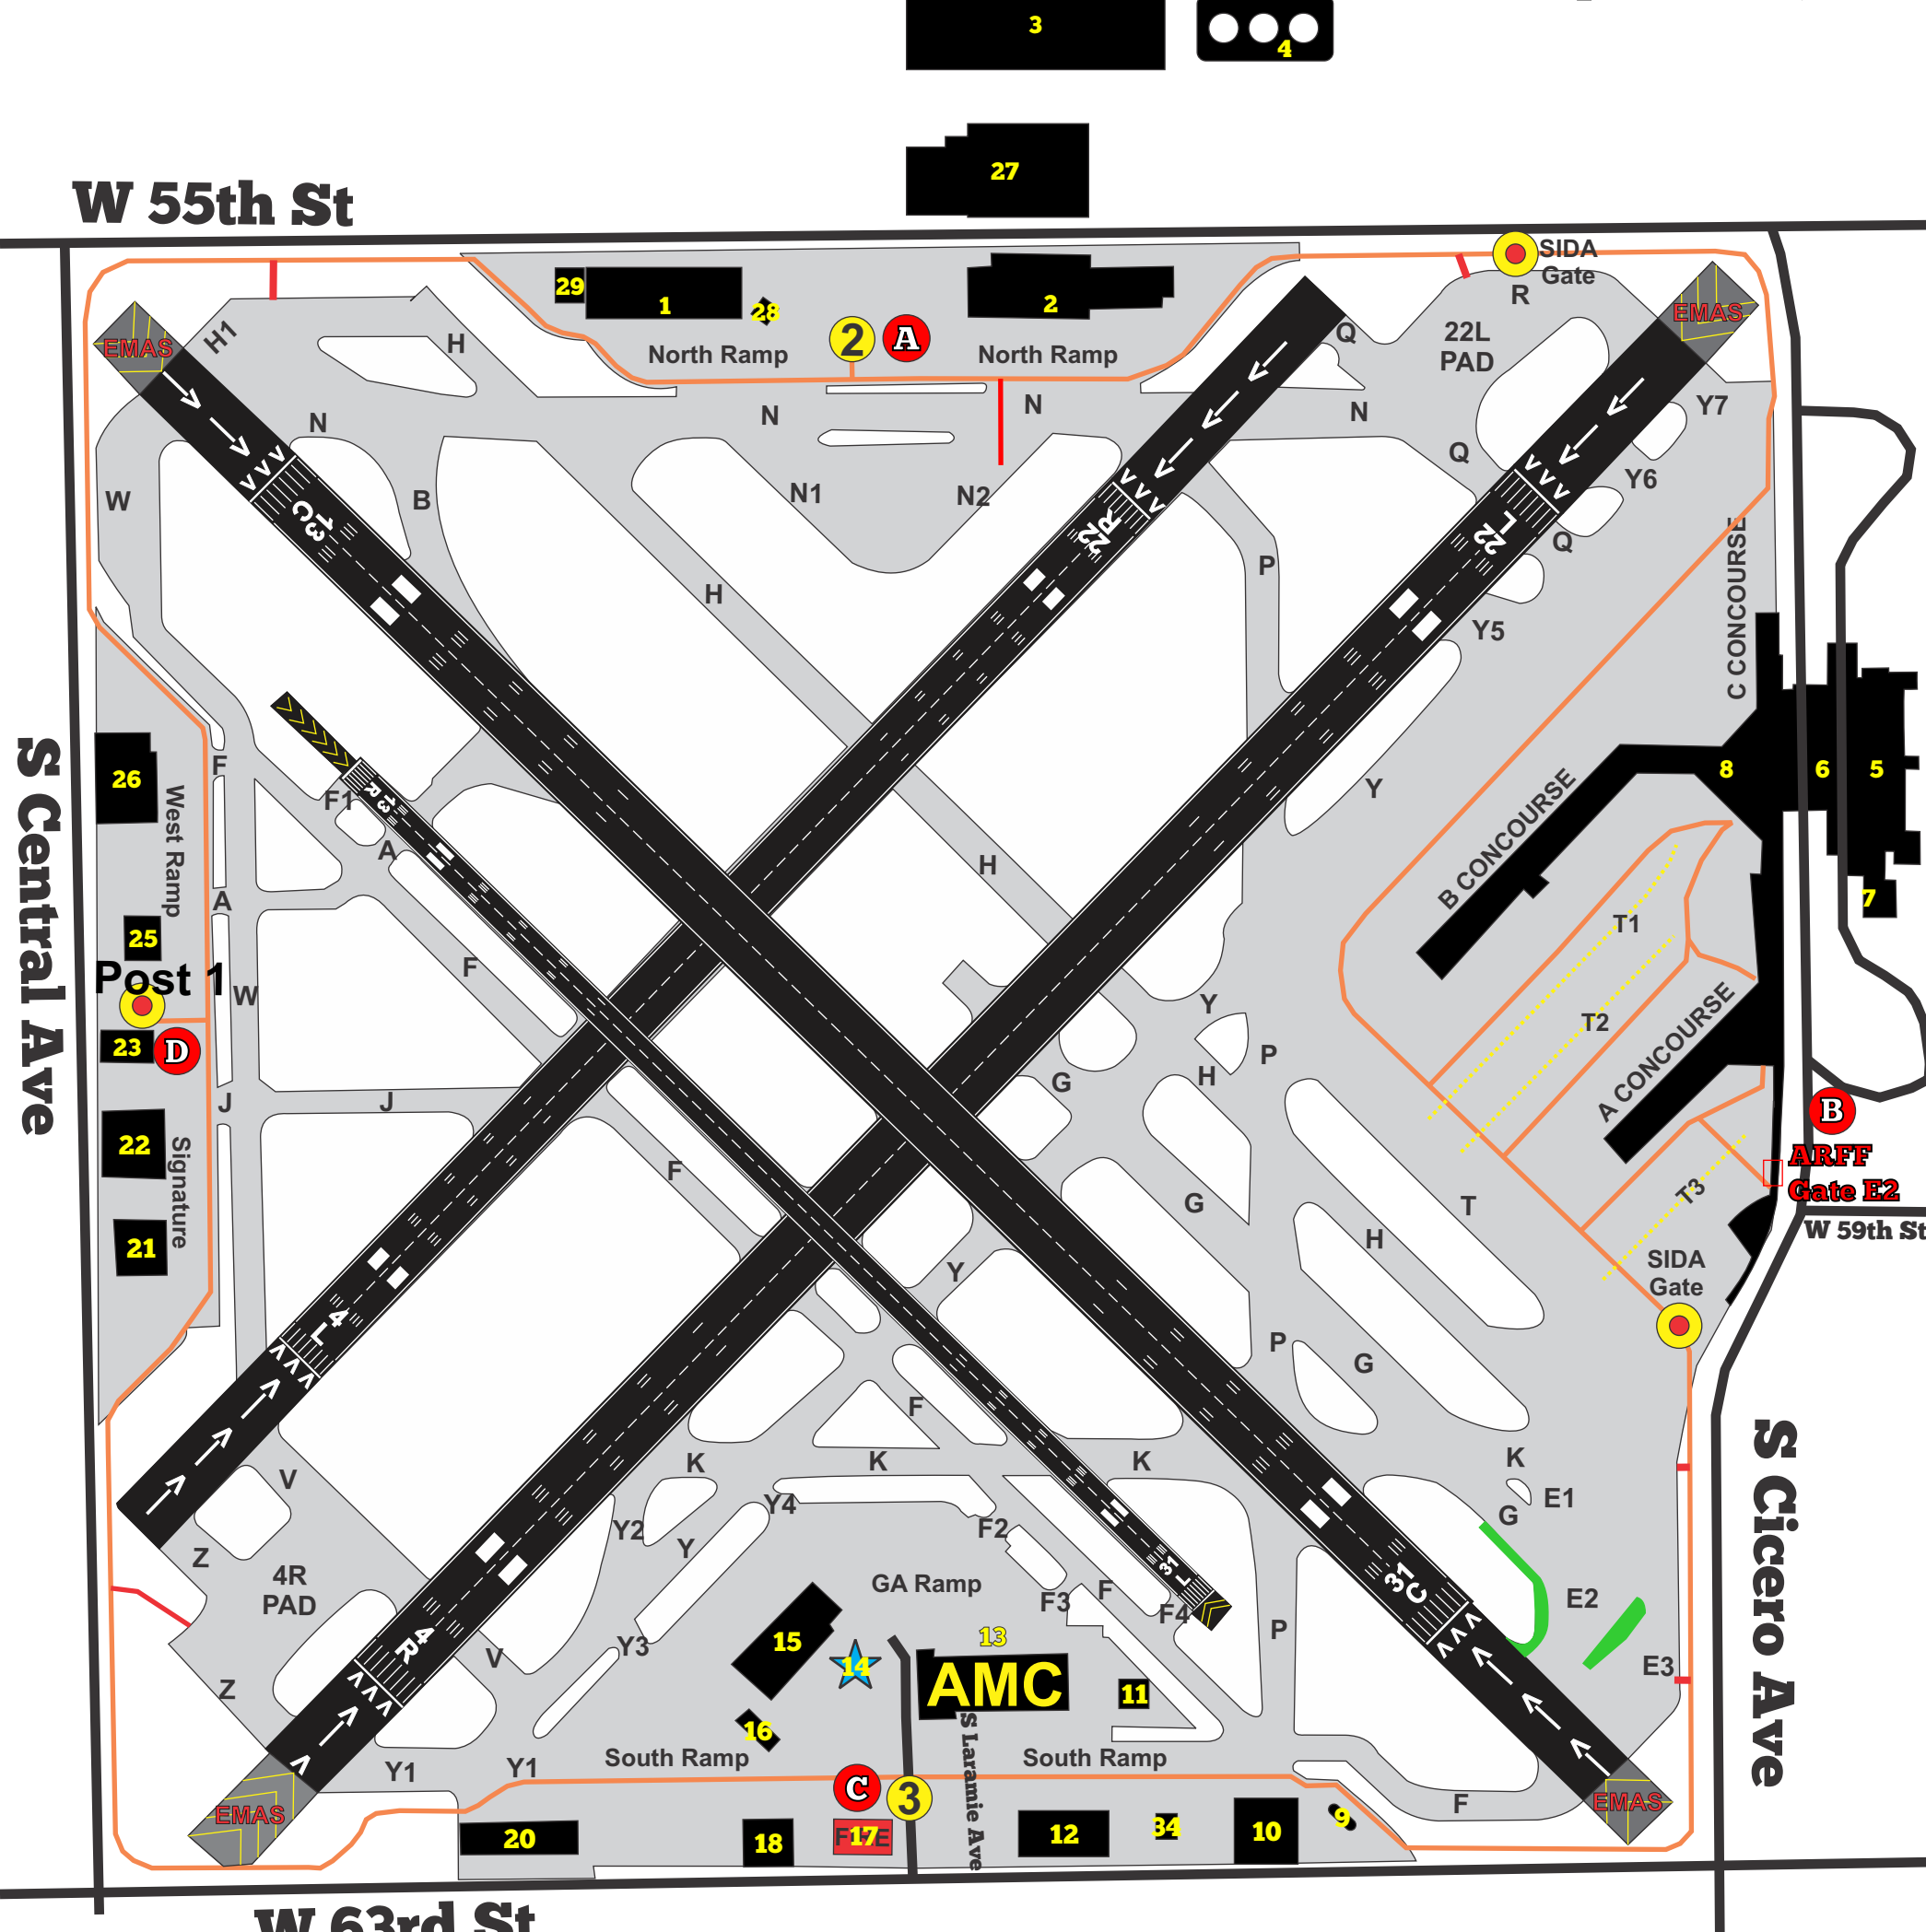 3
4
27
W 55th St
SIDA
Gate
R
29
1
28
2
2
A
North Ramp
North Ramp
EMAS
EMAS
H1
H
Q
22L
PAD
N
N
N
N
Y7
W
B
N1
N2
Q
Y6
13C
22R
22L
Q
C CONCOURSE
P
H
Y5
S Central Ave
26
West Ramp
F
F1
13R
A
Y
B CONCOURSE
8
6
5
7
H
A
25
Post 1
F
W
T1
T2
23
D
Y
P
H
G
A CONCOURSE
J
J
B
ARFF
Gate E2
22
Signature
F
G
T
T3
W 59th St
21
H
Y
SIDA
Gate
4L
P
G
F
K
K
K
K
V
Y4
E1
G
Y2
F2
Y
Z
4R
PAD
GA Ramp
31L
31C
F3
F
F4
E2
4R
V
Y3
15
14
13
AMC
11
P
E3
Z
16
S Laramie Ave
S Cicero Ave
Y1
Y1
South Ramp
South Ramp
C
3
EMAS
EMAS
F
20
18
FIRE
17
12
34
10
9
W 63rd St